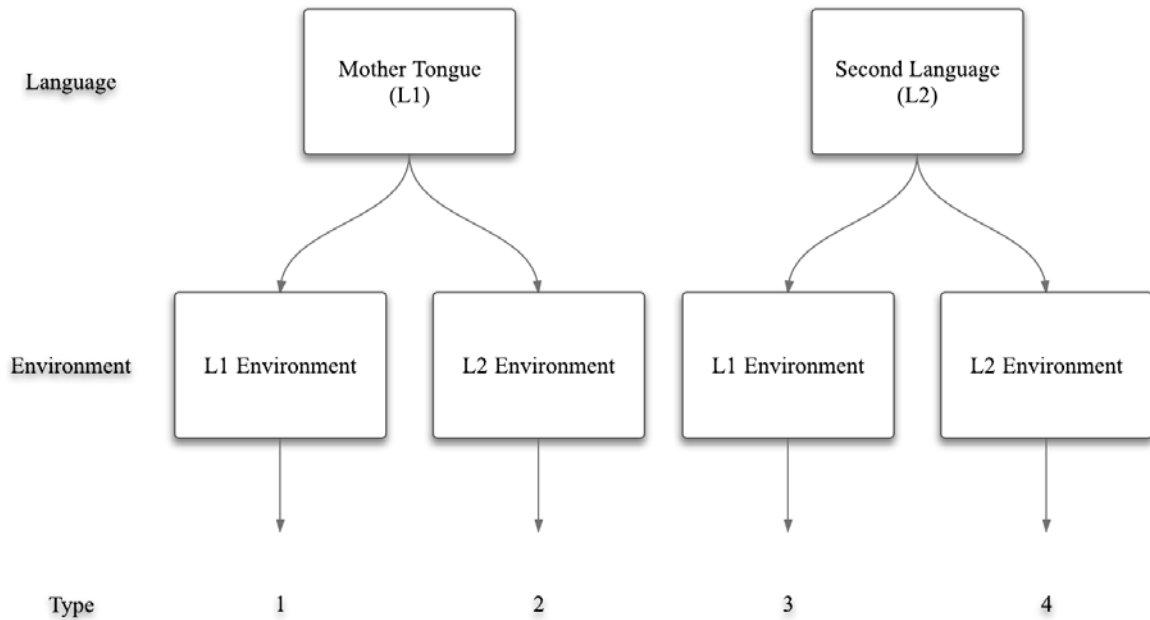 Language
Mother Tongue
(L1)
Second Language
(L2)
Environment
L1 Environment
L2 Environment
L1 Environment
L2 Environment
Type
1
2
3
4